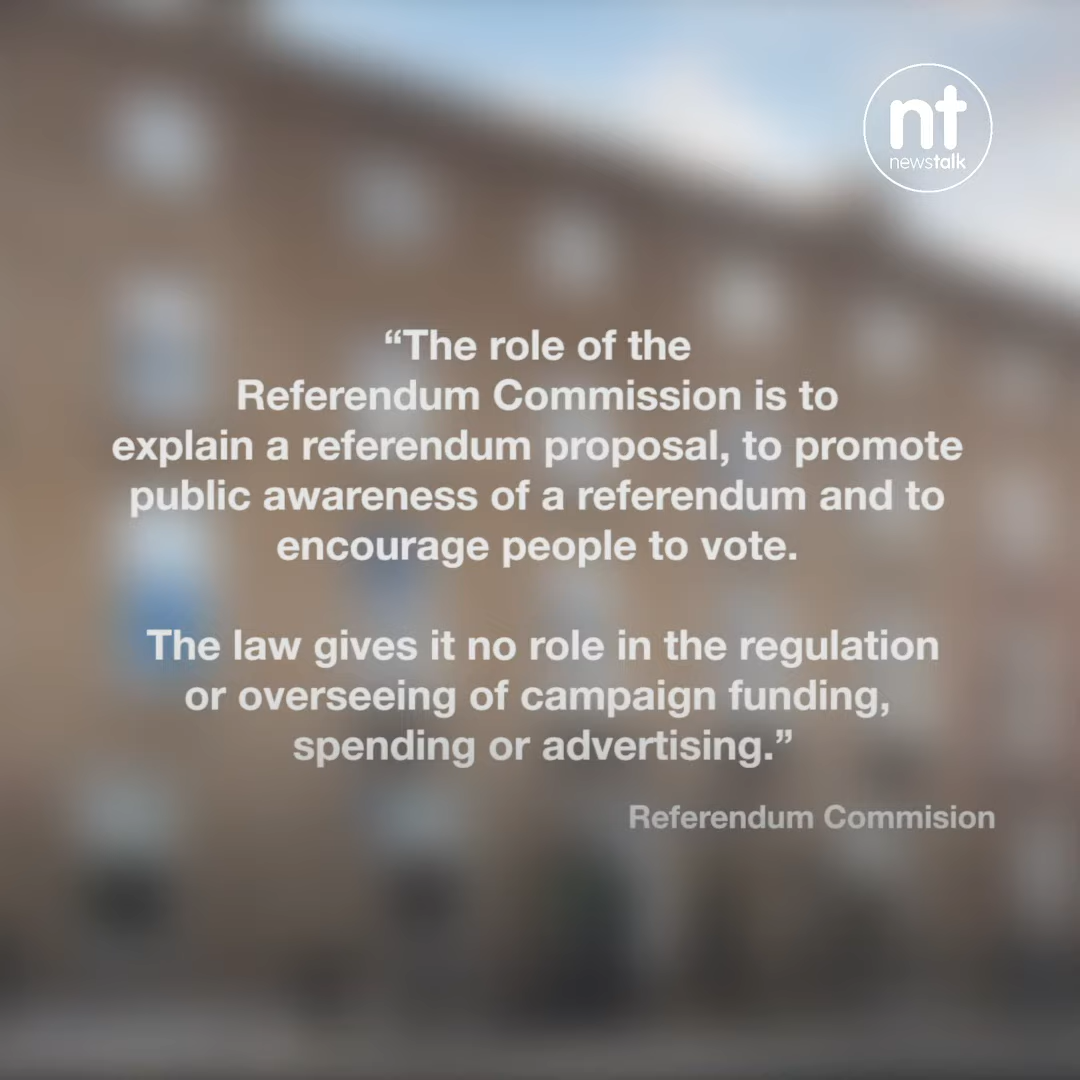 nt
newstalk
“The role of the
Referendum Commission is to
explain a referendum proposal, to promote
public awareness of a referendum and to
encourage people to vote.
The law gives it no role in the regulation
or overseeing of campaign funding,
spending or advertising.”
Referendum Commision